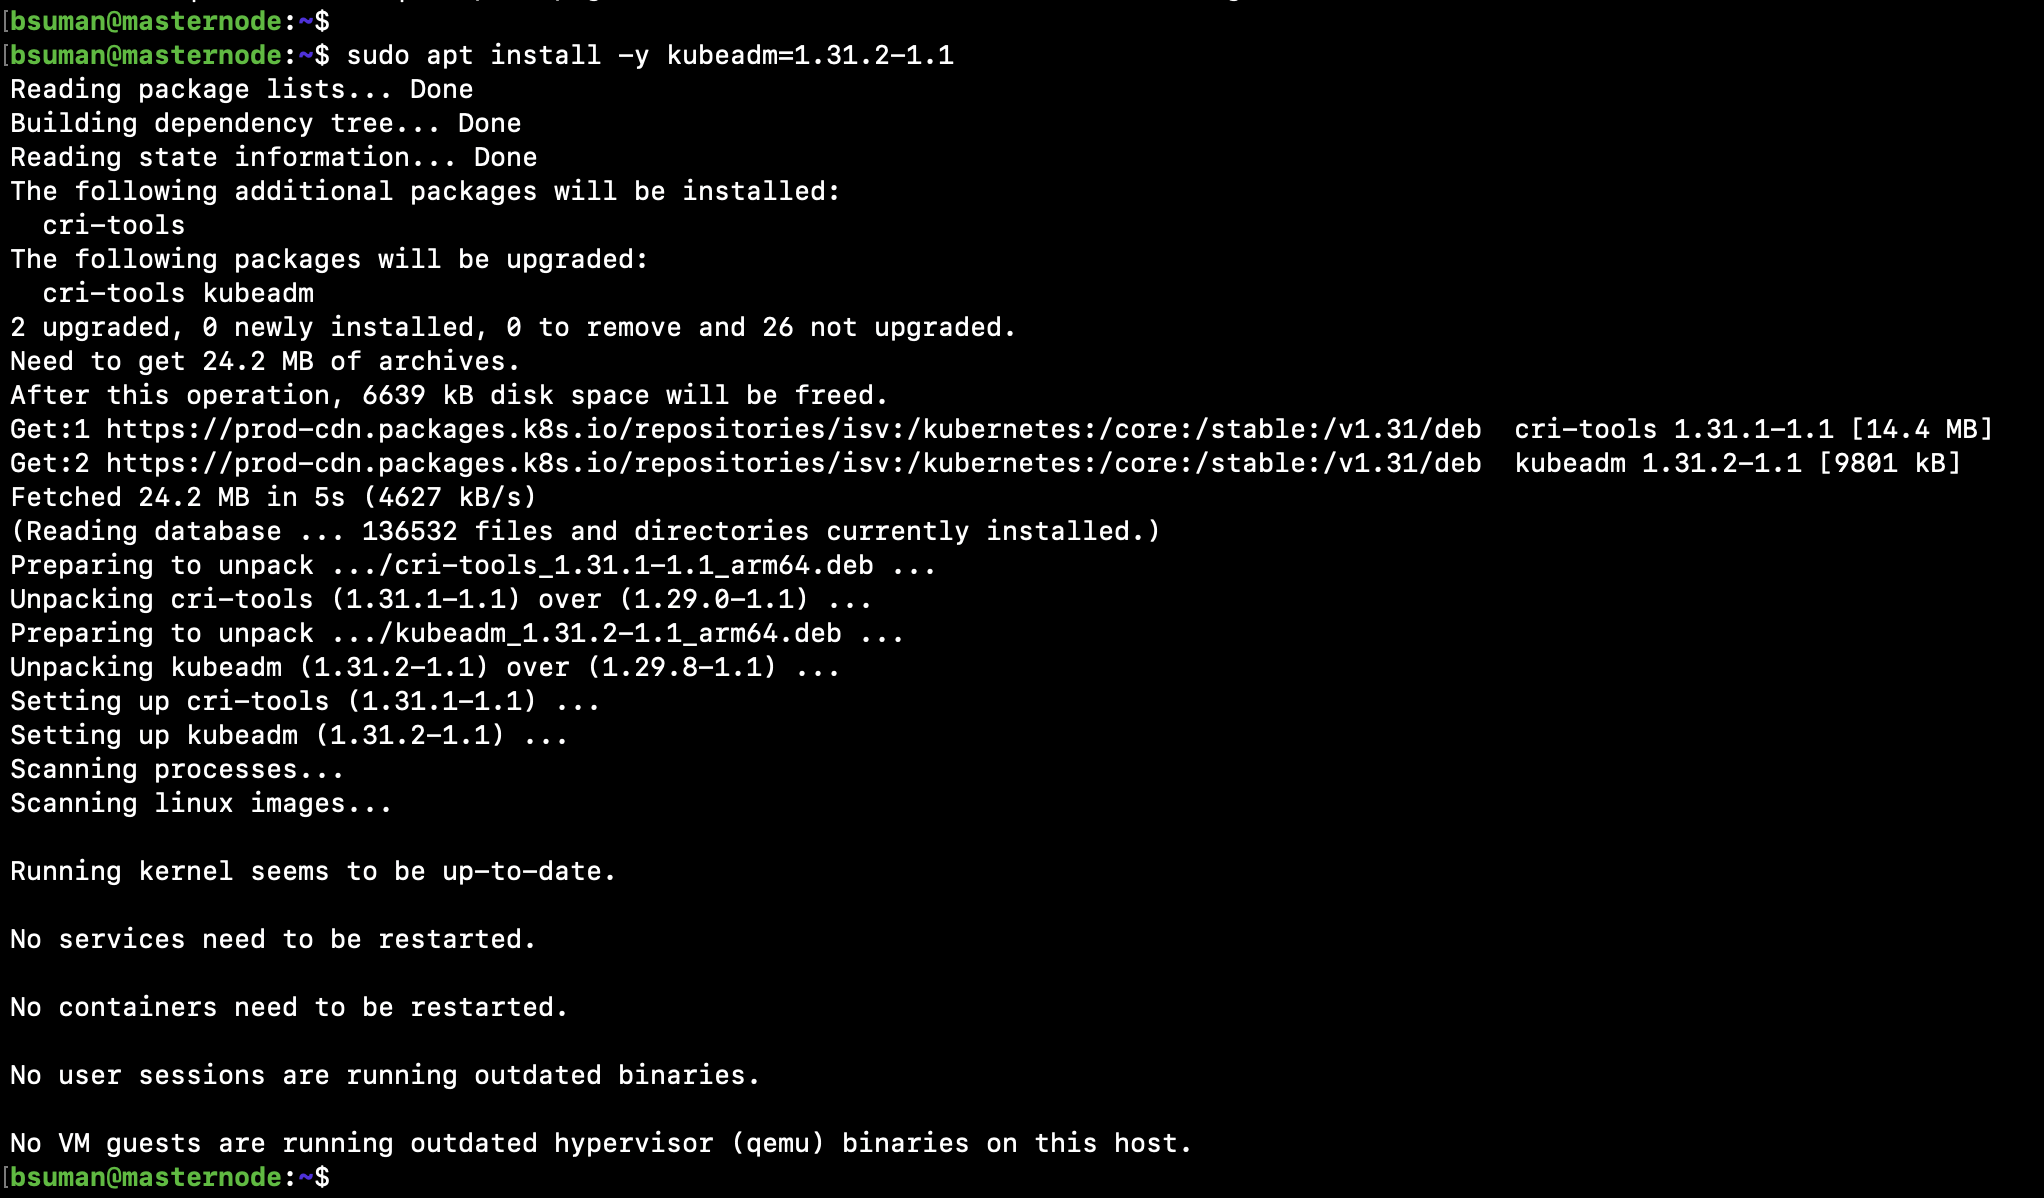 [bsuman@masternode:~$
[bsuman@masternode:~$ sudo apt install -y kubeadm=1.31.2-1.1
Reading package lists... Done
Building dependency tree... Done
Reading state information... Done
The following additional packages will be installed:
  cri-tools
The following packages will be upgraded:
  cri-tools kubeadm
2 upgraded, 0 newly installed, 0 to remove and 26 not upgraded.
Need to get 24.2 MB of archives.
After this operation, 6639 kB disk space will be freed.
Get:1 https://prod-cdn.packages.k8s.io/repositories/isv:/kubernetes:/core:/stable:/v1.31/deb  cri-tools 1.31.1-1.1 [14.4 MB]
Get:2 https://prod-cdn.packages.k8s.io/repositories/isv:/kubernetes:/core:/stable:/v1.31/deb  kubeadm 1.31.2-1.1 [9801 kB]
Fetched 24.2 MB in 5s (4627 kB/s)
(Reading database ... 136532 files and directories currently installed.)
Preparing to unpack .../cri-tools_1.31.1-1.1_arm64.deb ...
Unpacking cri-tools (1.31.1-1.1) over (1.29.0-1.1) ...
Preparing to unpack .../kubeadm_1.31.2-1.1_arm64.deb ...
Unpacking kubeadm (1.31.2-1.1) over (1.29.8-1.1) ...
Setting up cri-tools (1.31.1-1.1) ...
Setting up kubeadm (1.31.2-1.1) ...
Scanning processes...
Scanning linux images...

Running kernel seems to be up-to-date.

No services need to be restarted.

No containers need to be restarted.

No user sessions are running outdated binaries.

No VM guests are running outdated hypervisor (qemu) binaries on this host.
[bsuman@masternode:~$